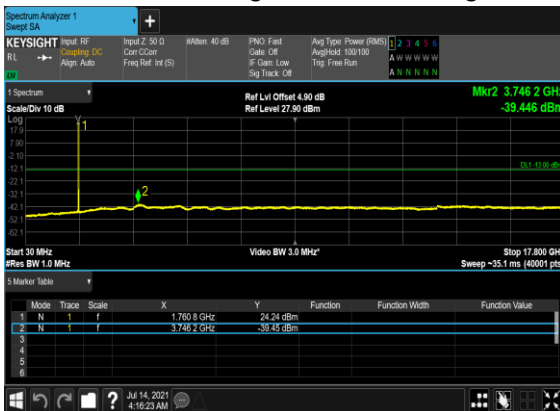 Spectrum Analyzer 1
Swept SA
+
KEYSIGHT Input: RF Input Z: 50 Ω #Atten: 40 dB PNO: Fast Avg Type: Power (RMS) 1 2 3 4 5 6
RL Coupling: DC Corr CCorr Gate: Off Avg|Hold: 100/100 A W W W W W
Align: Auto Freq Ref: Int (S) IF Gain: Low Trig: Free Run
LV Sig Track: Off A N N N N N
1 Spectrum Ref Lvl Offset 4.90 dB Mkr2 3.746 2 GHz
Scale/Div 10 dB Ref Level 27.90 dBm -39.446 dBm
Log
17.9
7.90
-2.10
-12.1
-22.1
-32.1
-42.1
-52.1
-62.1
1
2
DL1 -13.00 dBm
Start 30 MHz Video BW 3.0 MHz* Stop 17.800 GHz
#Res BW 1.0 MHz Sweep ~35.1 ms (40001 pts)
5 Marker Table
Mode Trace Scale X Y Function Function Width Function Value
1 N 1 f 1.760 8 GHz 24.24 dBm
2 N 1 f 3.746 2 GHz -39.45 dBm
3
4
5
6
? Jul 14, 2021
4:16:23 AM